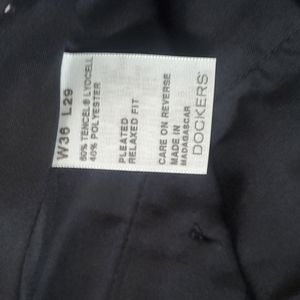 W36 L29
60% TENCEL® LYOCELL
40% POLYESTER
PLEATED
RELAXED FIT
CARE ON REVERSE
MADE IN
MADAGASCAR
DOCKERS®